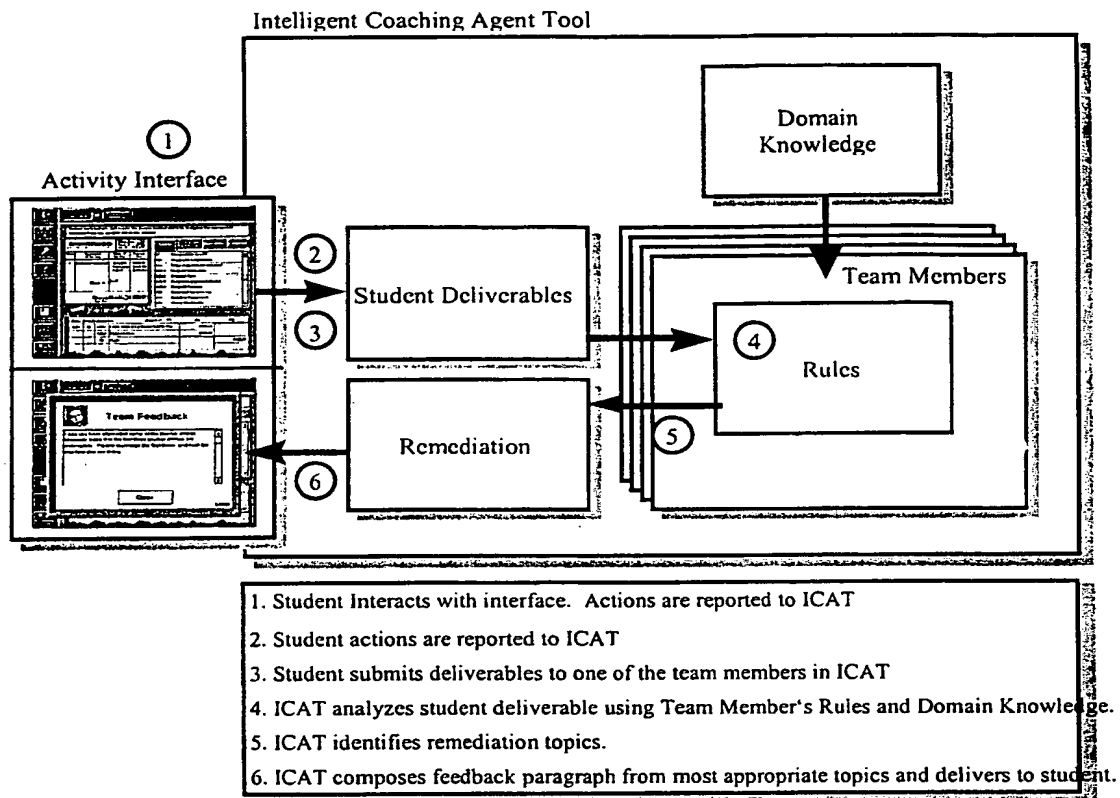 Intelligent Coaching Agent Tool
Domain
Knowledge
1
Activity Interface
2
Student Deliverables
3
Team Members
4
Rules
Team Feedback
Remediation
5
6
1. Student Interacts with interface. Actions are reported to ICAT
2. Student actions are reported to ICAT
3. Student submits deliverables to one of the team members in ICAT
4. ICAT analyzes student deliverable using Team Member's Rules and Domain Knowledge.
5. ICAT identifies remediation topics.
6. ICAT composes feedback paragraph from most appropriate topics and delivers to student.